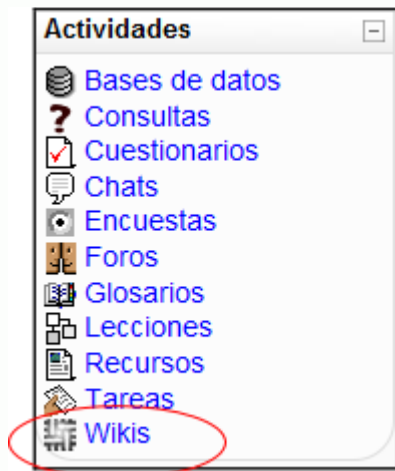 Actividades
Bases de datos
Consultas
Cuestionarios
Chats
Encuestas
Foros
Glosarios
Lecciones
Recursos
Tareas
Wikis